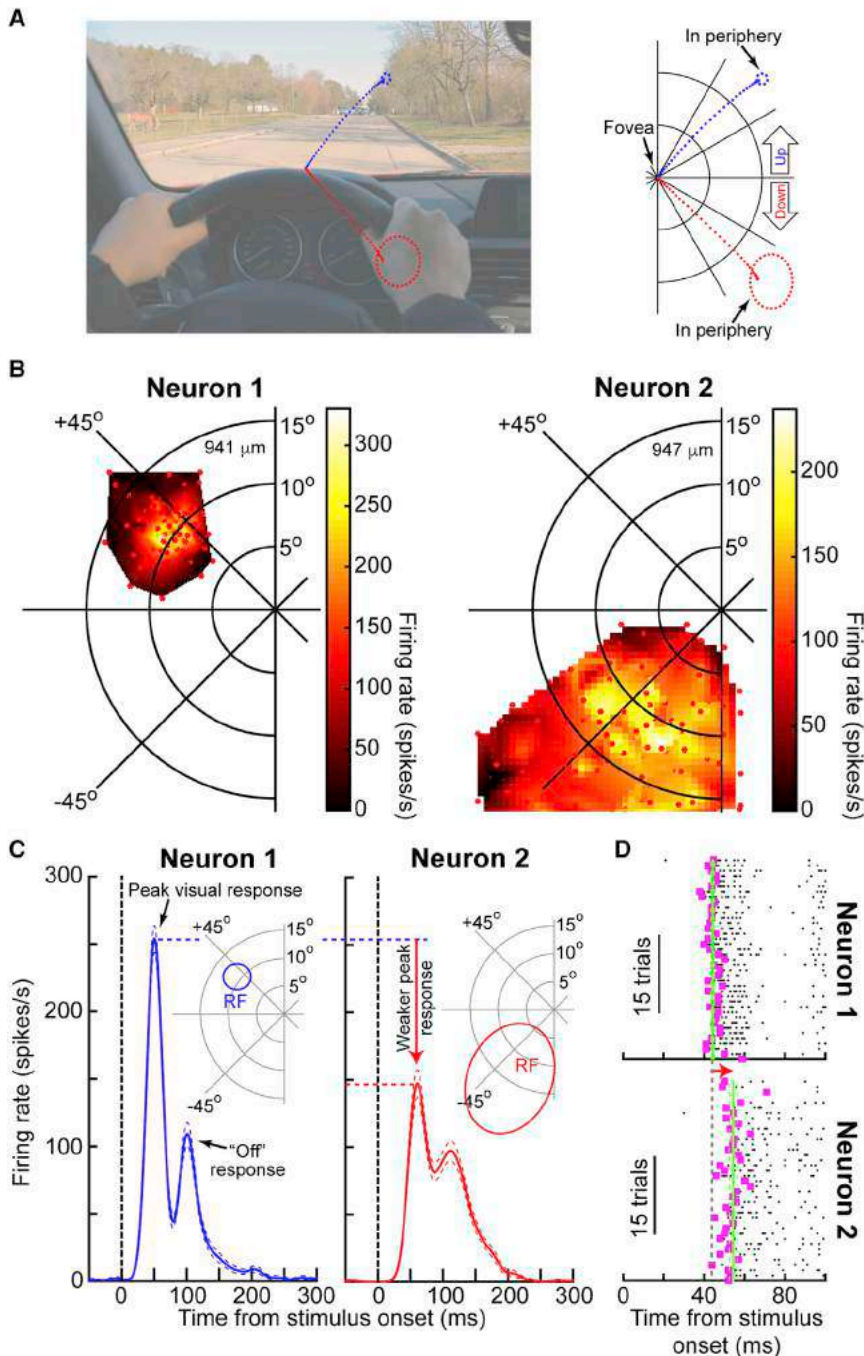 A
In periphery
Fovea
Up
Down
In periphery
B
Neuron 1
+45°
941 μm
15°
10°
5°
-45°
300
250
200
150
100
50
0
Firing rate (spikes/s)
Neuron 2
+45°
947 μm
15°
10°
5°
-45°
200
150
100
50
0
Firing rate (spikes/s)
C
Neuron 1
Peak visual response
+45°
15°
10°
5°
RF
-45°
"Off"
response
Firing rate (spikes/s)
300
250
200
150
100
50
0
0
100
200
300
Neuron 2
Weaker peak
response
+45°
15°
10°
5°
RF
-45°
0
100
200
300
Time from stimulus onset (ms)
D
15 trials
Neuron 1
15 trials
Neuron 2
0
40
80
Time from stimulus
onset (ms)